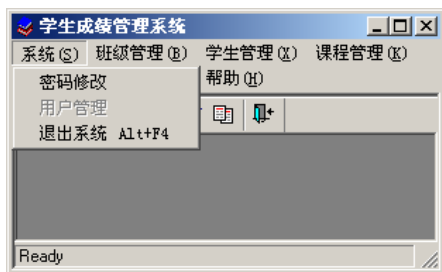 学生成绩管理系统
系统(S) 班级管理(B) 学生管理(X) 课程管理(K)
帮助(H)
密码修改
用户管理
退出系统 Alt+F4
Ready